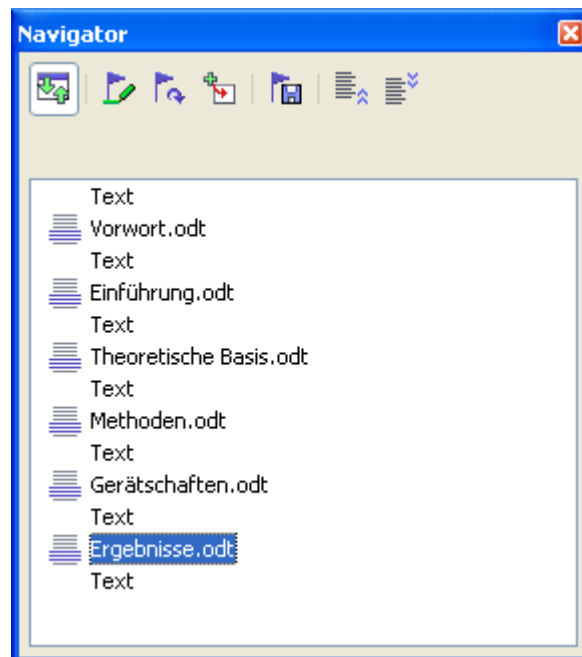 Navigator
Text
Vorwort.odt
Text
Einführung.odt
Text
Theoretische Basis.odt
Text
Methoden.odt
Text
Gerätschaften.odt
Text
Ergebnisse.odt
Text